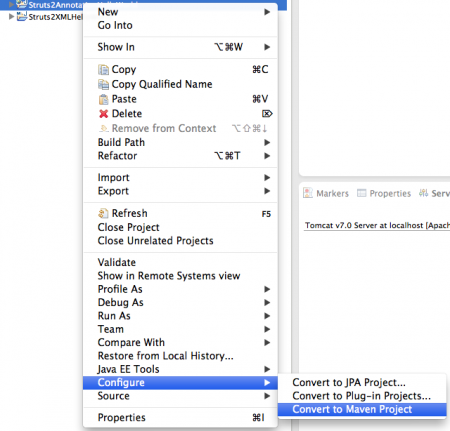 Struts2Annotat
Struts2XMLHel
New
Go Into
Show In ⌥⌘W
Copy ⌘C
Copy Qualified Name
Paste ⌘V
Delete ⌦
Remove from Context ⌥⇧⌘↓
Build Path
Refactor ⌥⌘T
Import
Export
Refresh F5
Close Project
Close Unrelated Projects
Validate
Show in Remote Systems view
Profile As
Debug As
Run As
Team
Compare With
Restore from Local History...
Java EE Tools
Configure
Source
Properties ⌘I
Convert to JPA Project...
Convert to Plug-in Projects...
Convert to Maven Project
Markers Properties Serv
Tomcat v7.0 Server at localhost [Apac